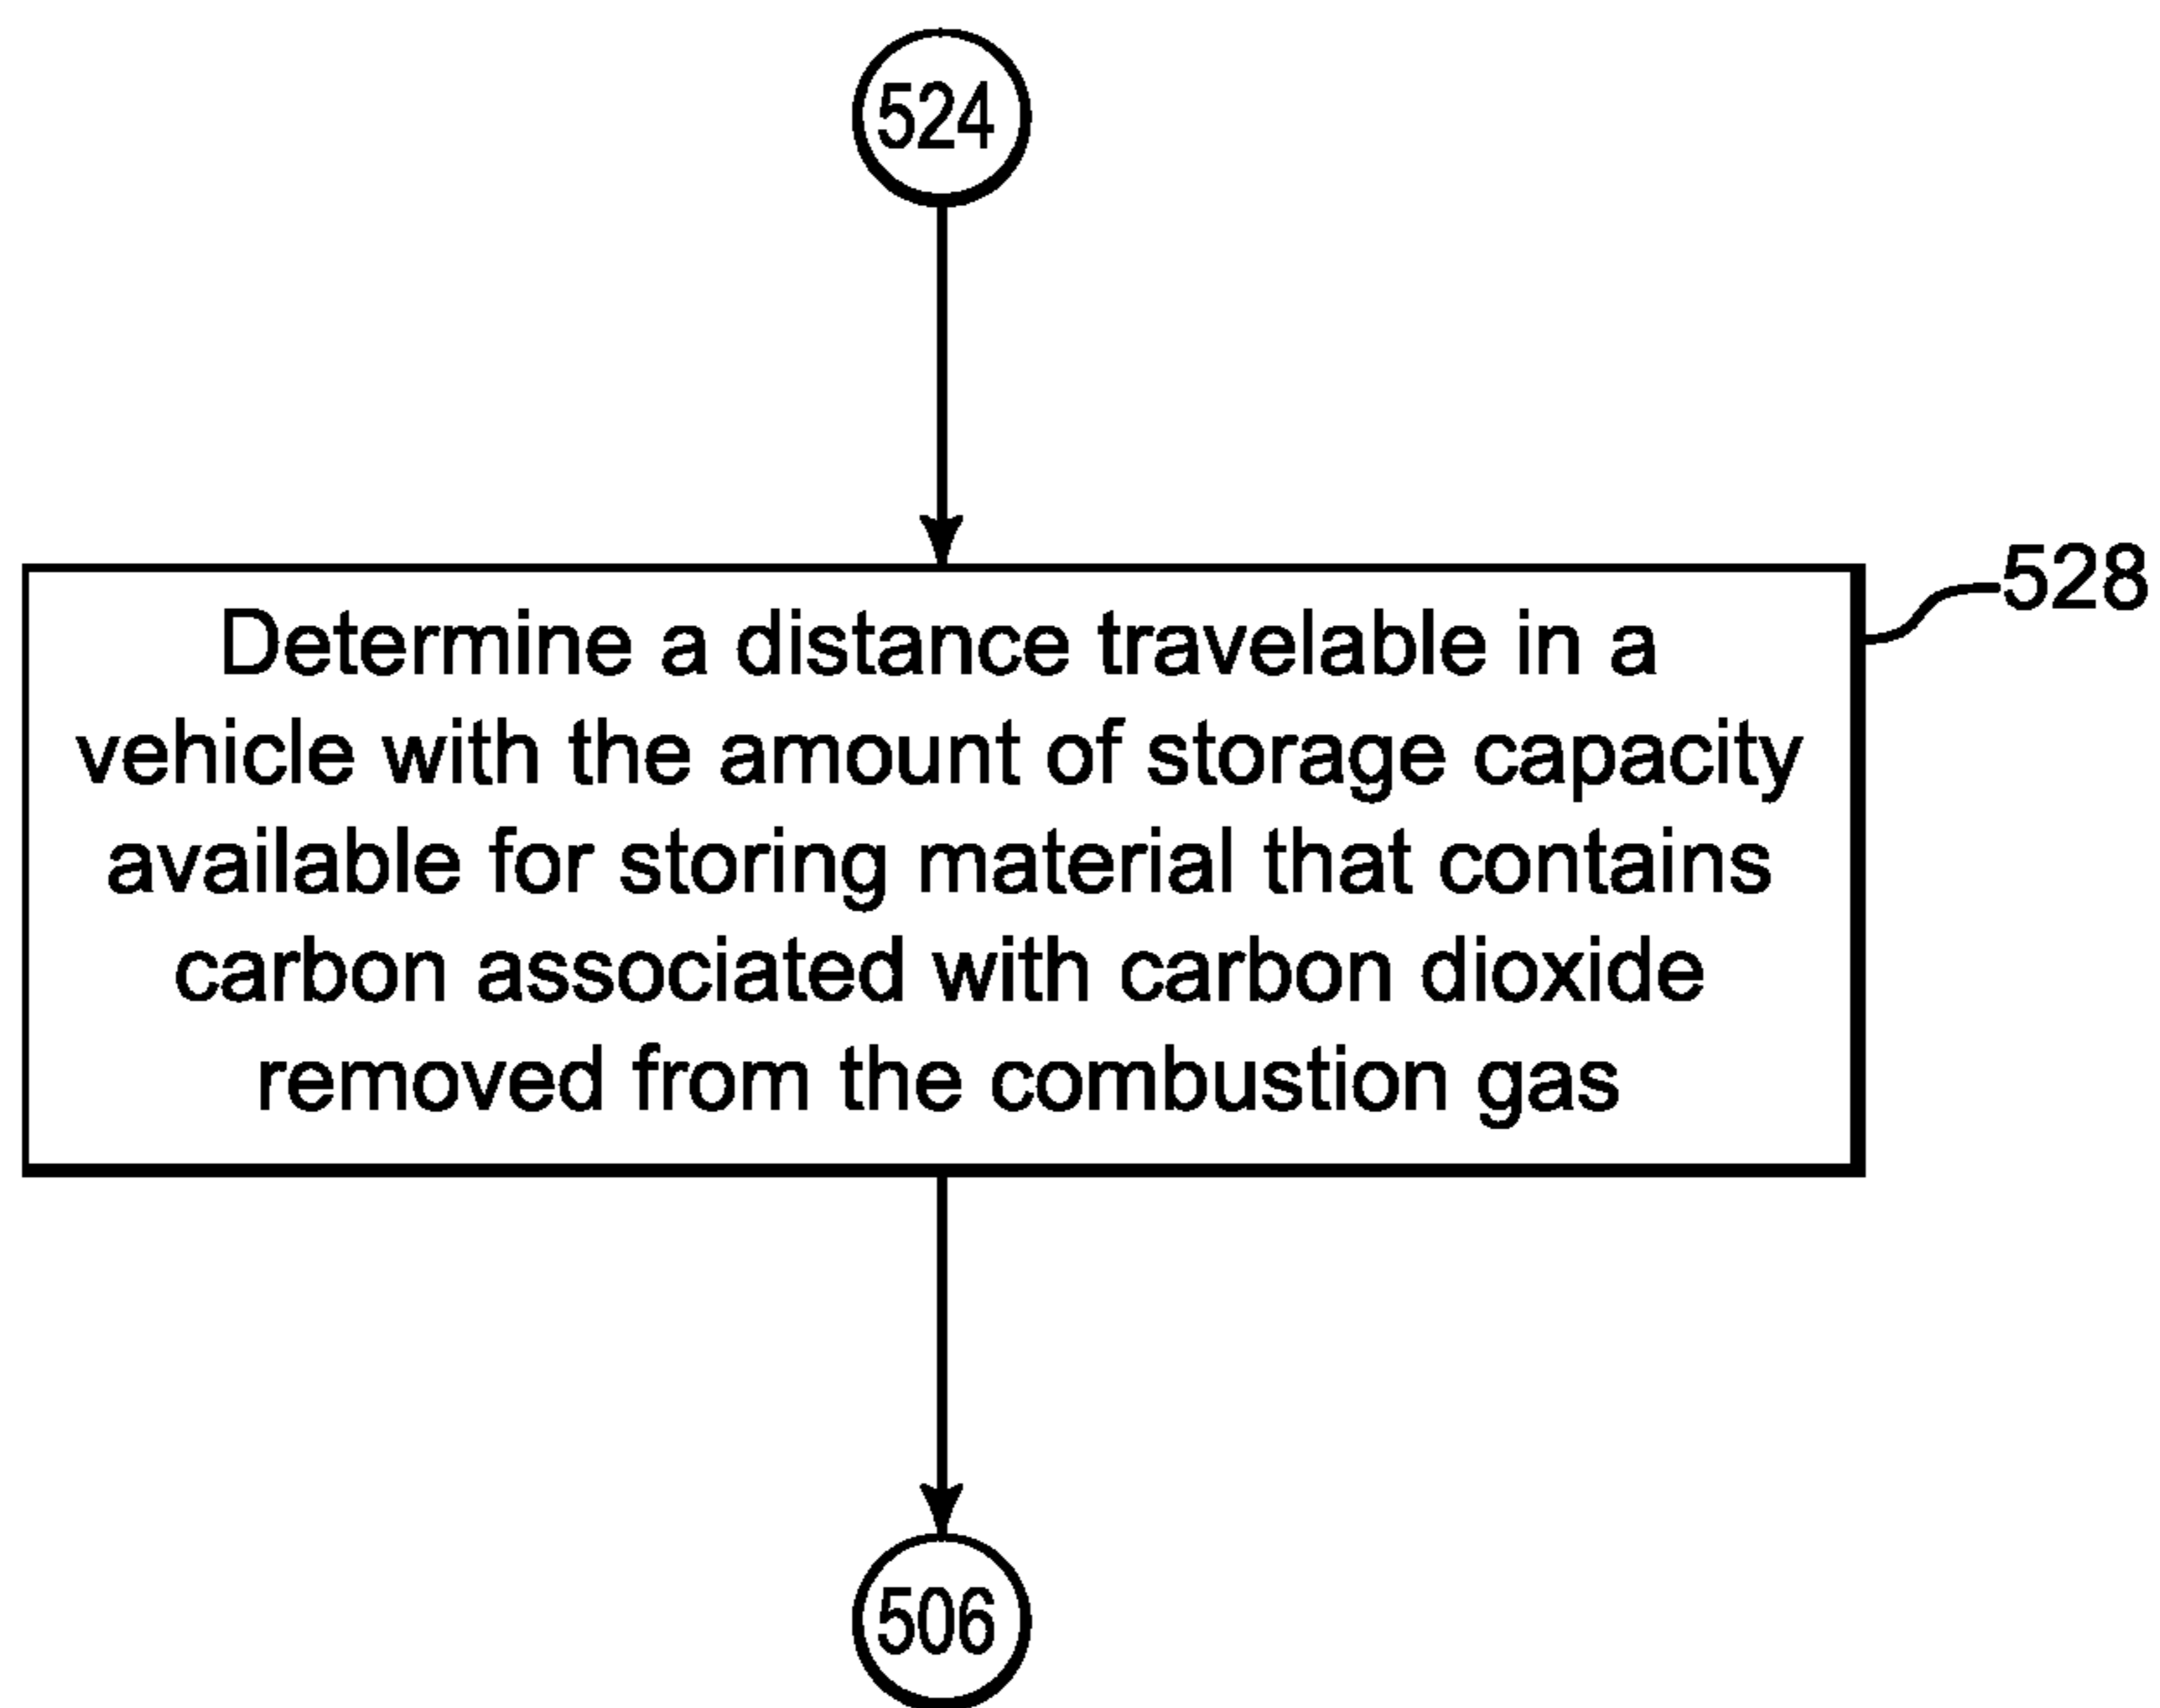 524
528
Determine a distance travelable in a
vehicle with the amount of storage capacity
available for storing material that contains
carbon associated with carbon dioxide
removed from the combustion gas
506